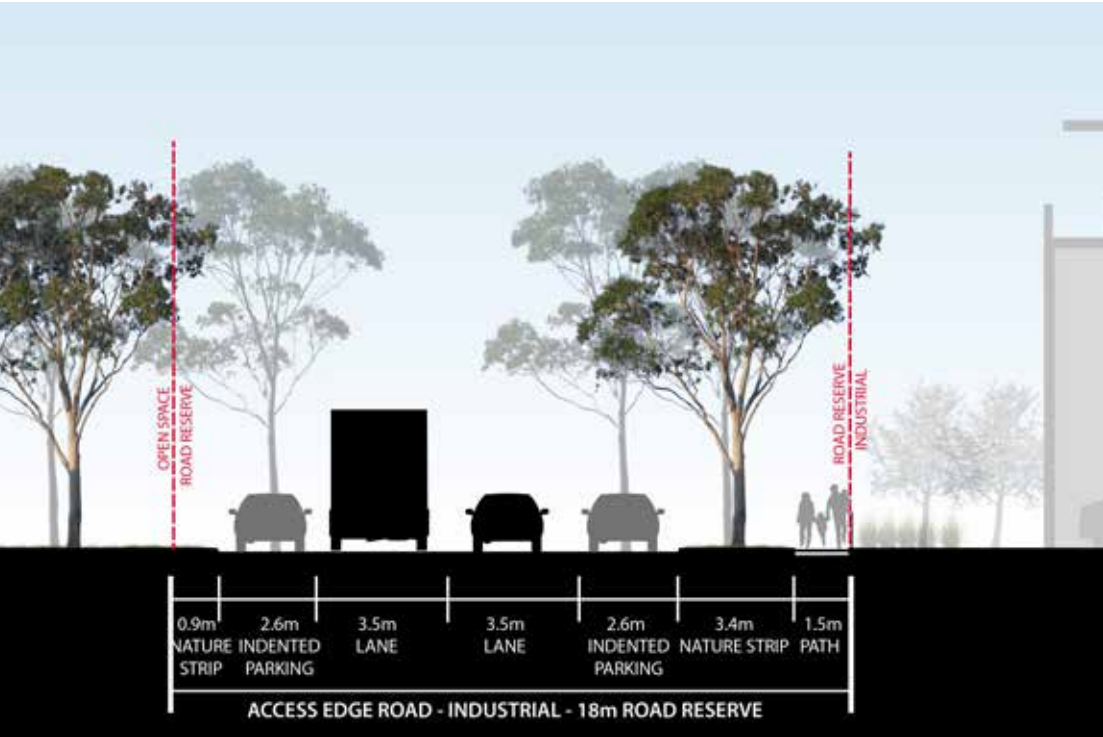 OPEN SPACE
ROAD RESERVE
ROAD RESERVE
INDUSTRIAL
0.9m
NATURE
STRIP
2.6m
INDENTED
PARKING
3.5m
LANE
3.5m
LANE
2.6m
INDENTED
PARKING
3.4m
NATURE STRIP
1.5m
PATH
ACCESS EDGE ROAD - INDUSTRIAL - 18m ROAD RESERVE